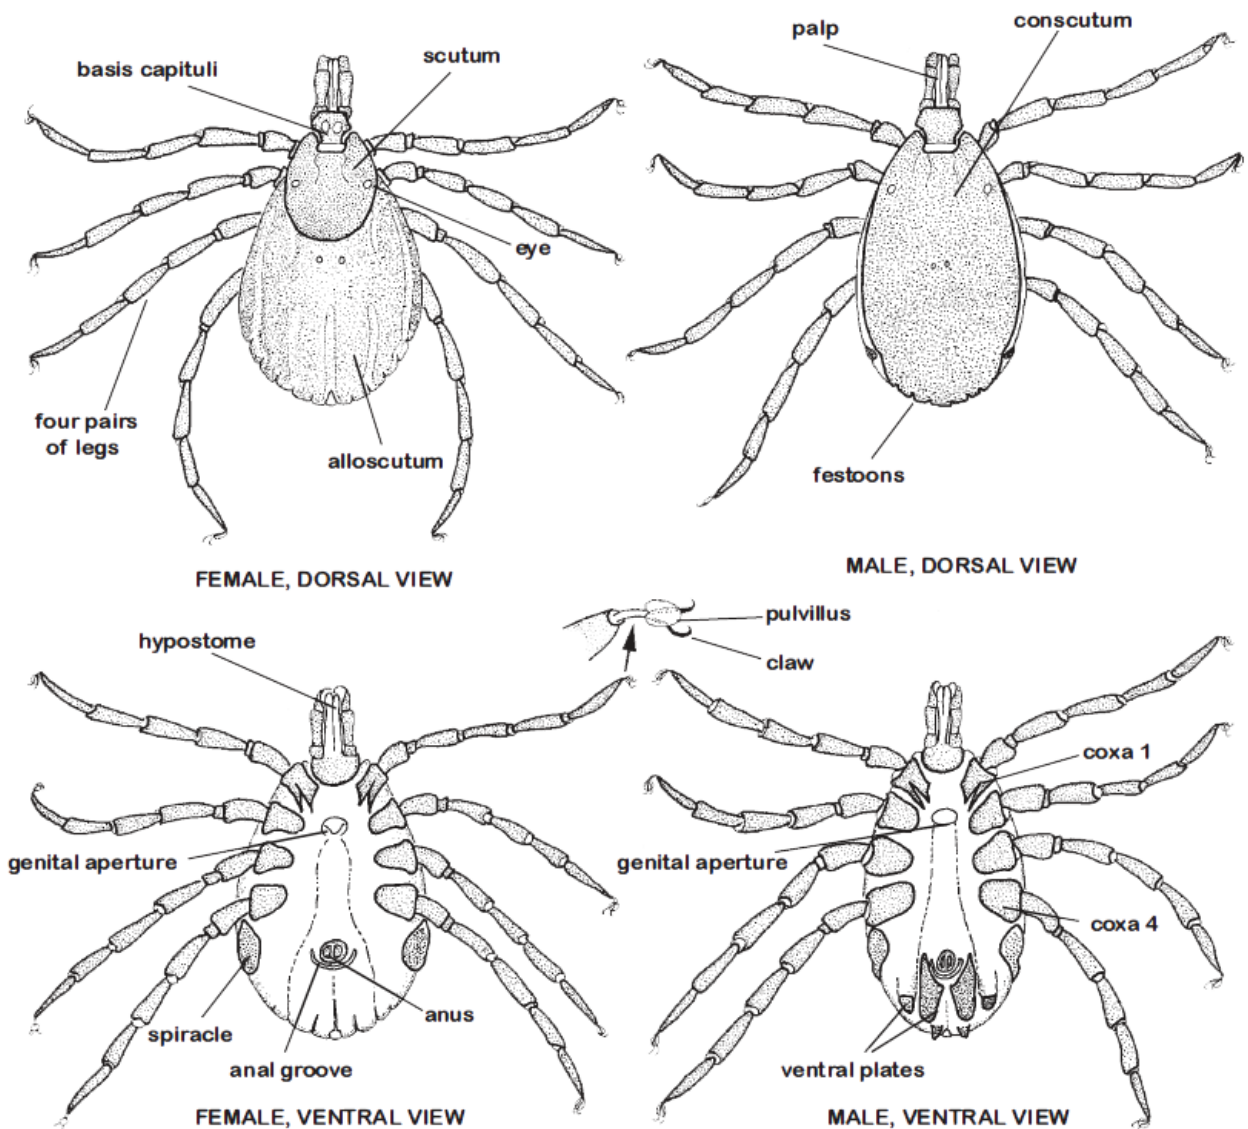 basis capituli
scutum
palp
conscutum
eye
four pairs
of legs
alloscutum
festoons
FEMALE, DORSAL VIEW
MALE, DORSAL VIEW
hypostome
pulvillus
claw
coxa 1
genital aperture
genital aperture
coxa 4
spiracle
anus
anal groove
ventral plates
FEMALE, VENTRAL VIEW
MALE, VENTRAL VIEW